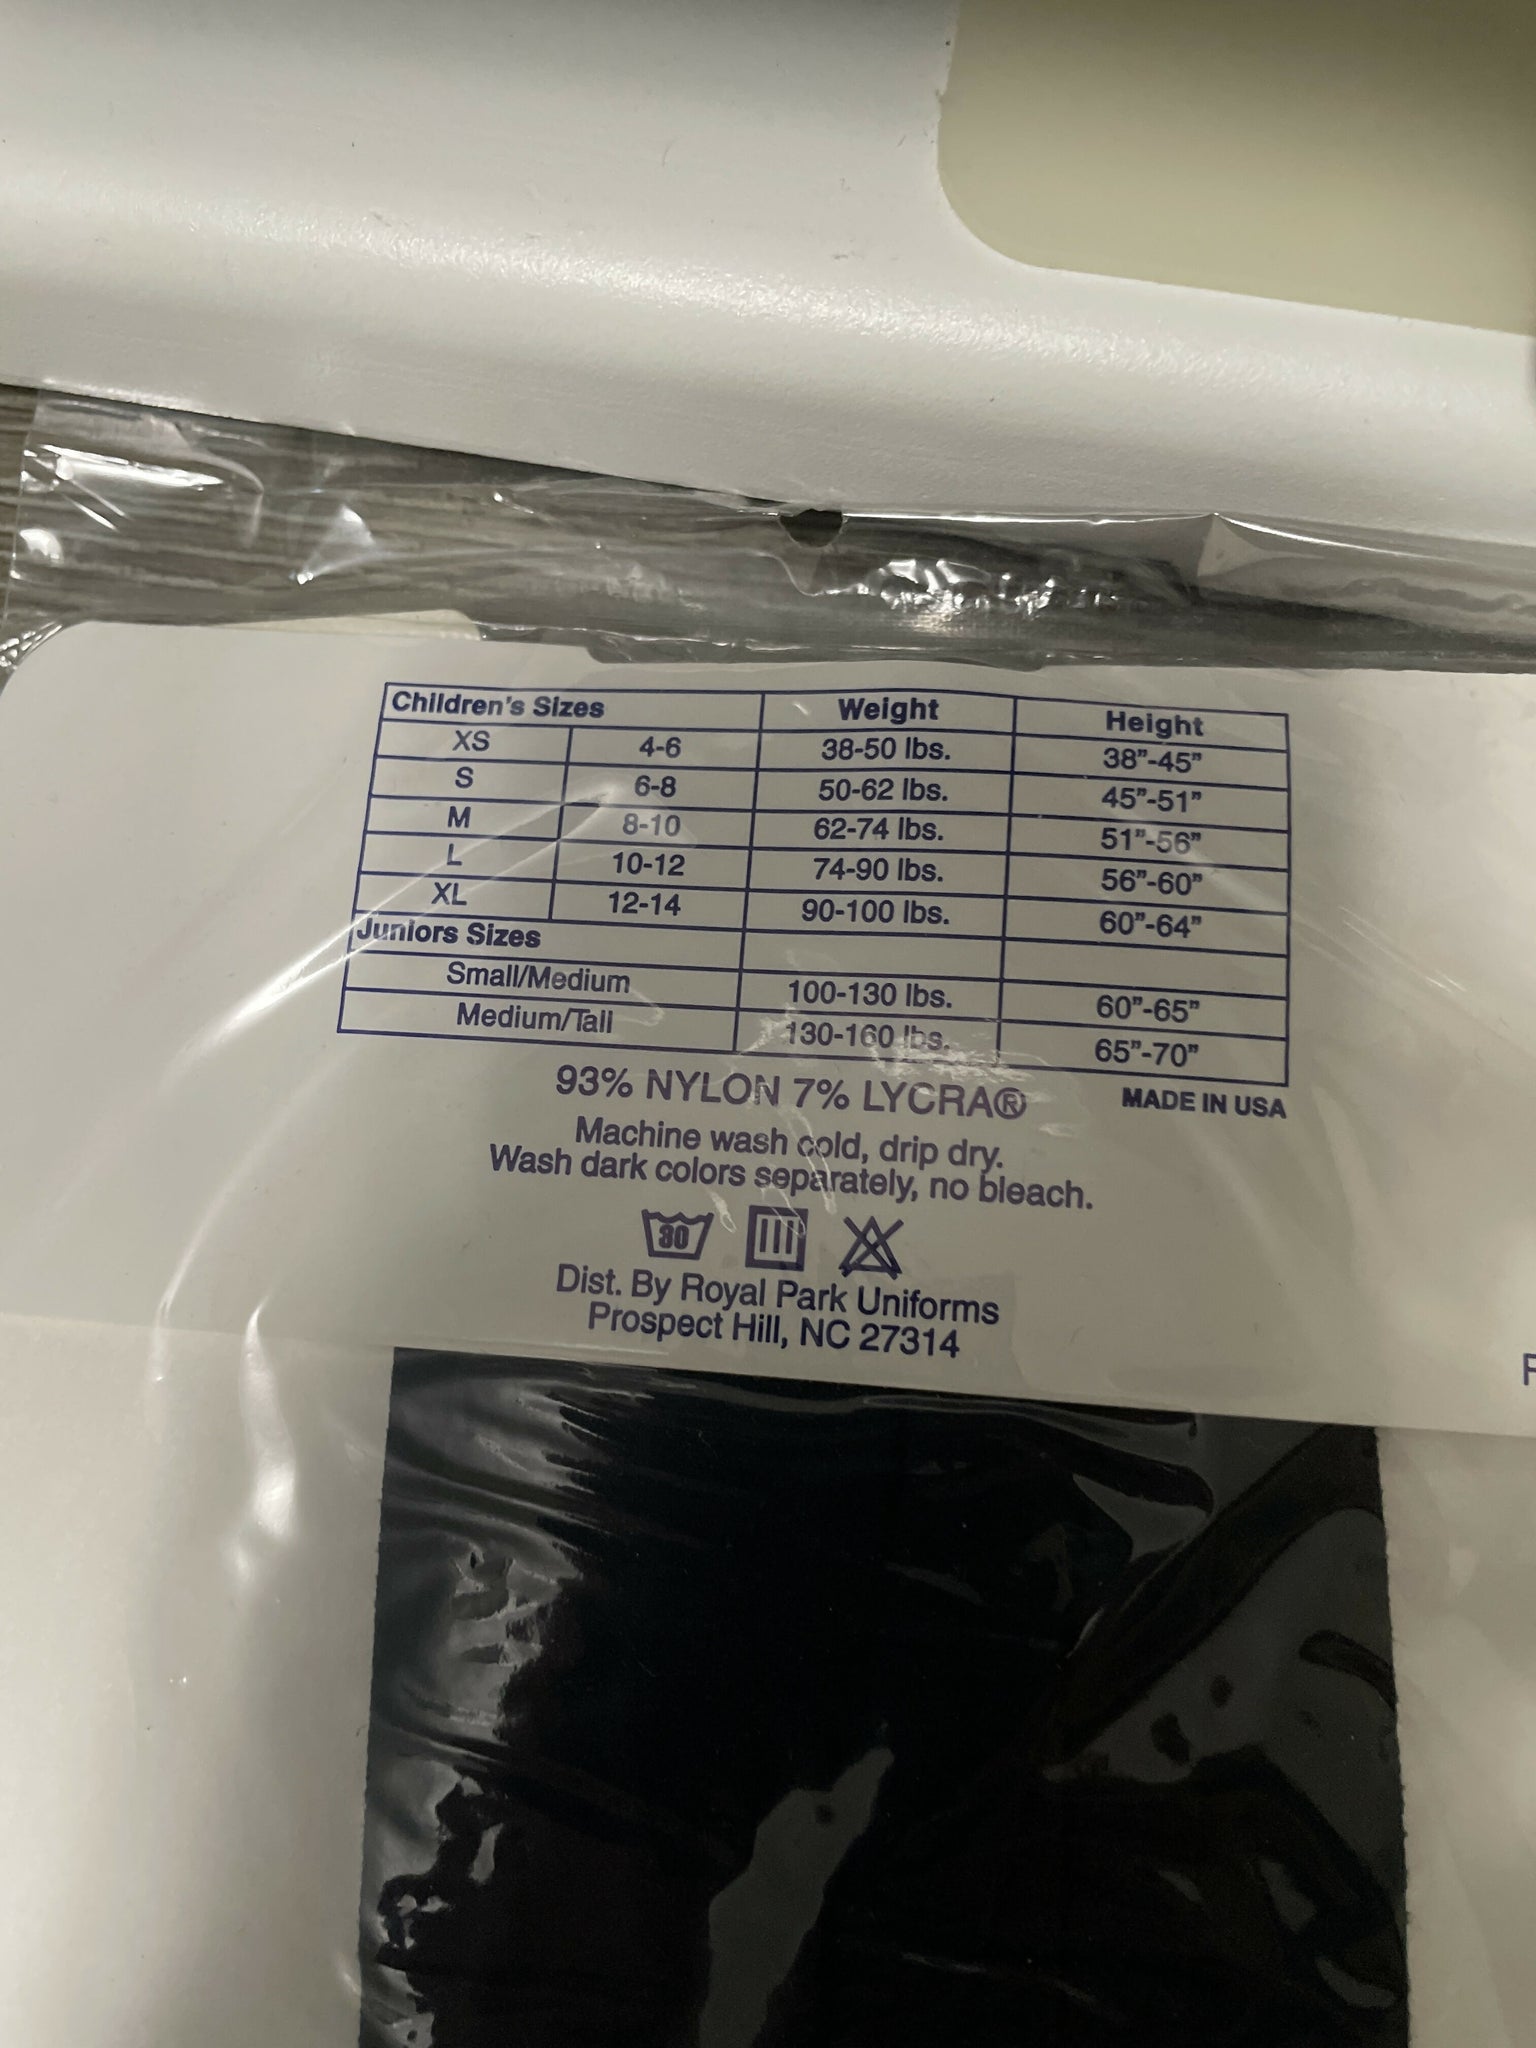 Children's Sizes Weight Height
XS 4-6 38-50 lbs. 38”-45”
S 6-8 50-62 lbs. 45”-51”
M 8-10 62-74 lbs. 51”-56”
L 10-12 74-90 lbs. 56”-60”
XL 12-14 90-100 lbs. 60”-64”
Juniors Sizes
Small/Medium 100-130 lbs. 60”-65”
Medium/Tall 130-160 lbs. 65”-70”
93% NYLON 7% LYCRA® MADE IN USA
Machine wash cold, drip dry.
Wash dark colors separately, no bleach.
30
Dist. By Royal Park Uniforms
Prospect Hill, NC 27314